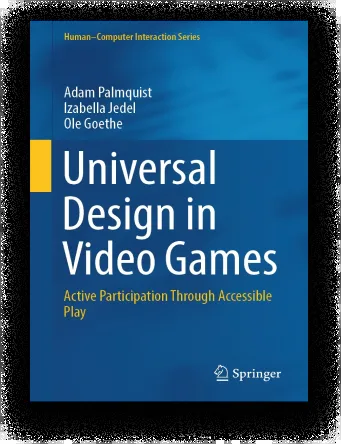 Human–Computer Interaction Series
Adam Palmquist
Izabella Jedel
Ole Goethe
Universal
Design in
Video Games
Active Participation Through Accessible
Play
Springer